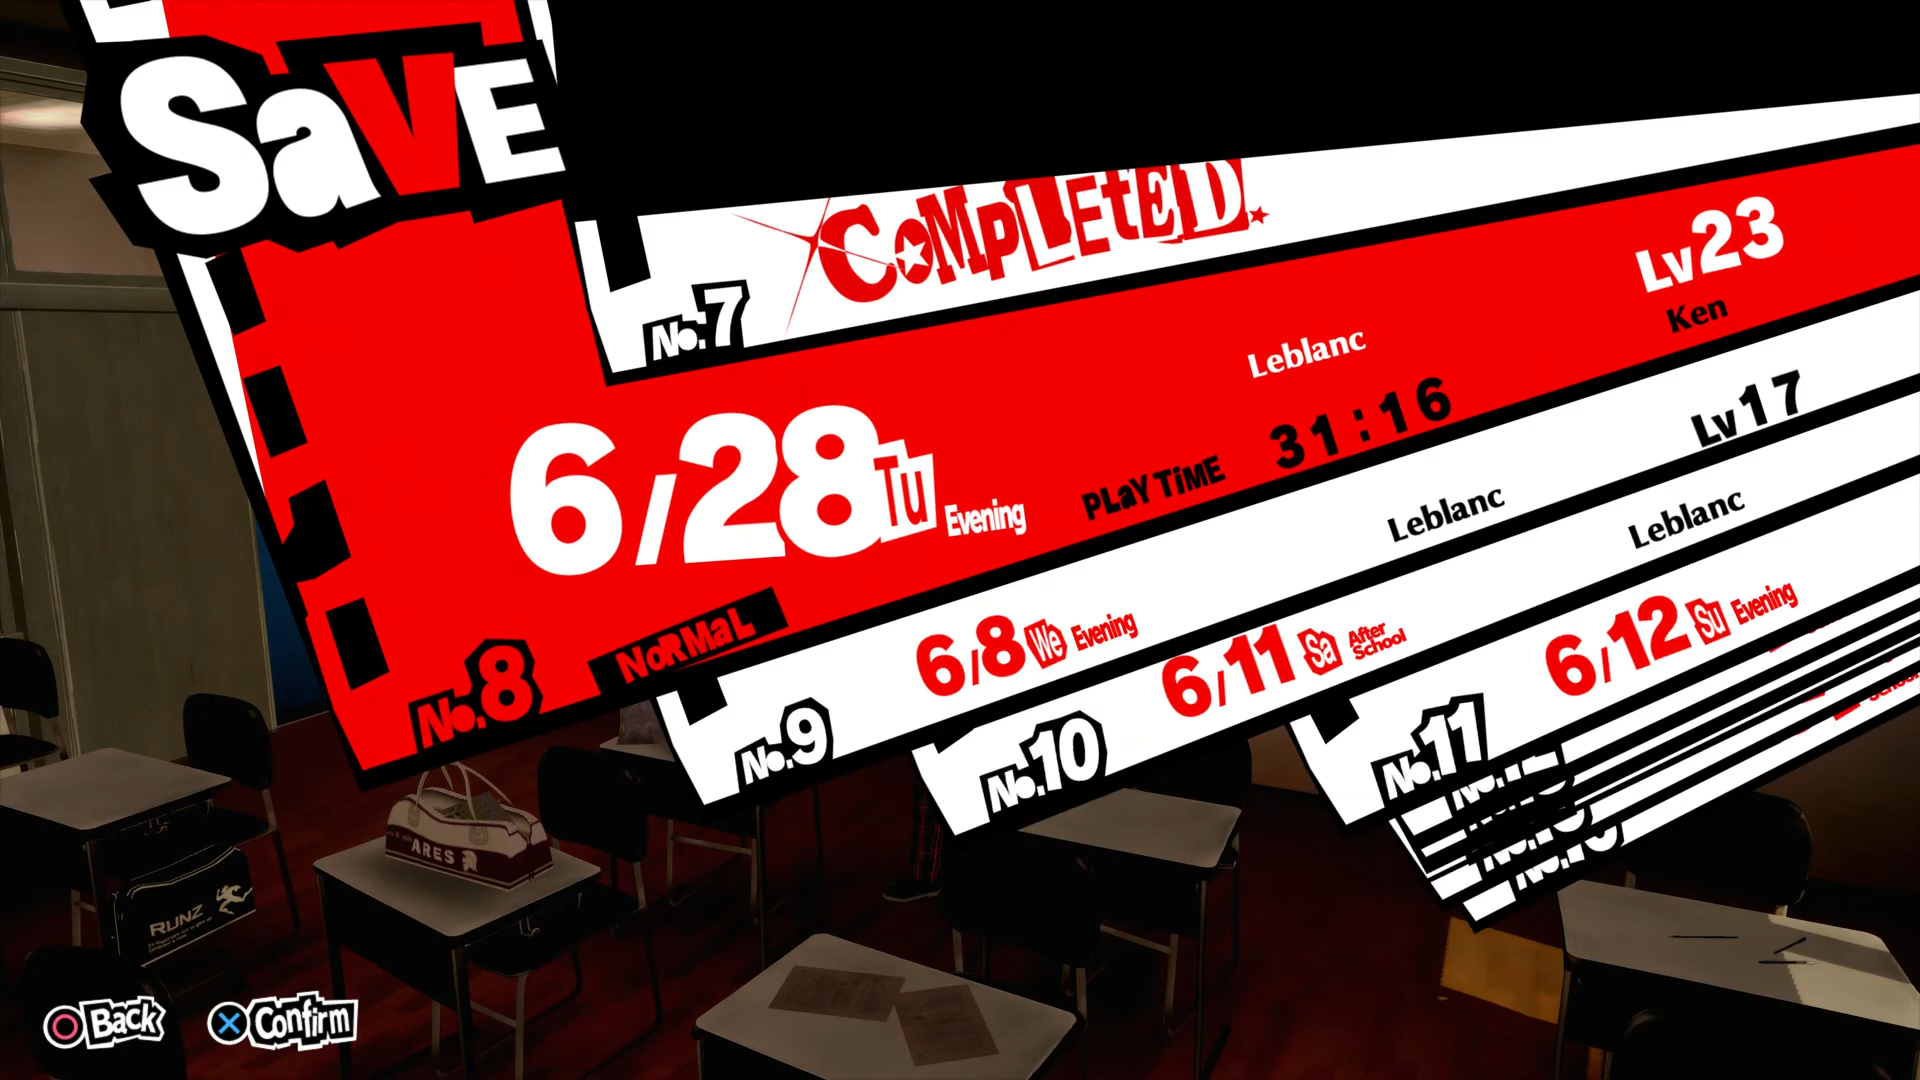 SaVE
COMPLEtED.
No.7
Lv23
Ken
Leblanc
6/28 Tu Evening
PLaY TiME 31:16
No.8
NoRMaL
Lv17
Leblanc
6/8 We Evening
No.9
Leblanc
6/11 Sa After School
No.10
6/12 Su Evening
No.11
ARES
RUNZ
Back
Confirm